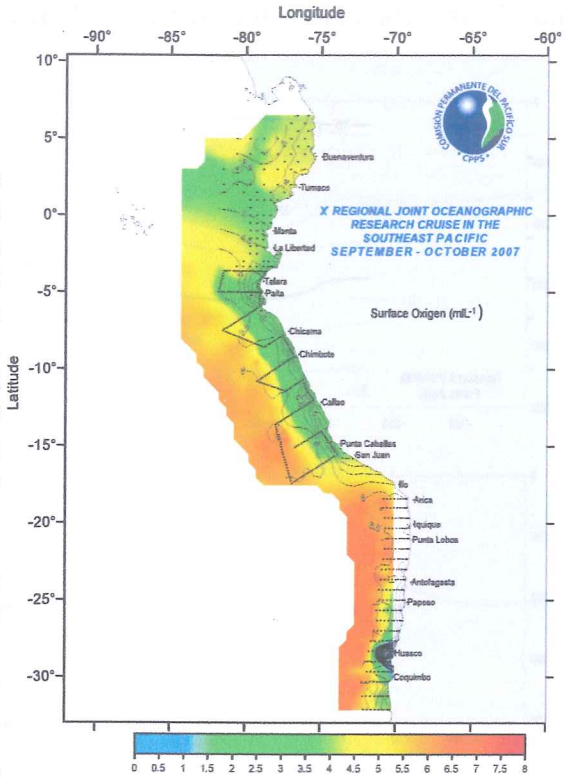 Longitude
-90° -85° -80° -75° -70° -65° -60°
10°
5°
0°
-5°
-10°
-15°
-20°
-25°
-30°
Latitude
COMISIÓN PERMANENTE DEL PACÍFICO SUR
• CPPS •
X REGIONAL JOINT OCEANOGRAPHIC
RESEARCH CRUISE IN THE
SOUTHEAST PACIFIC
SEPTEMBER - OCTOBER 2007
Surface Oxigen (mlL-¹)
Buenaventura
Tumaco
Manta
La Libertad
Talara
Paita
Chicama
Chimbote
Callao
Punta Caballas
San Juan
Ilo
Arica
Iquique
Punta Lobos
Antofagasta
Paposo
Huasco
Coquimbo
0 0.5 1 1.5 2 2.5 3 3.5 4 4.5 5 5.5 6 6.5 7 7.5 8